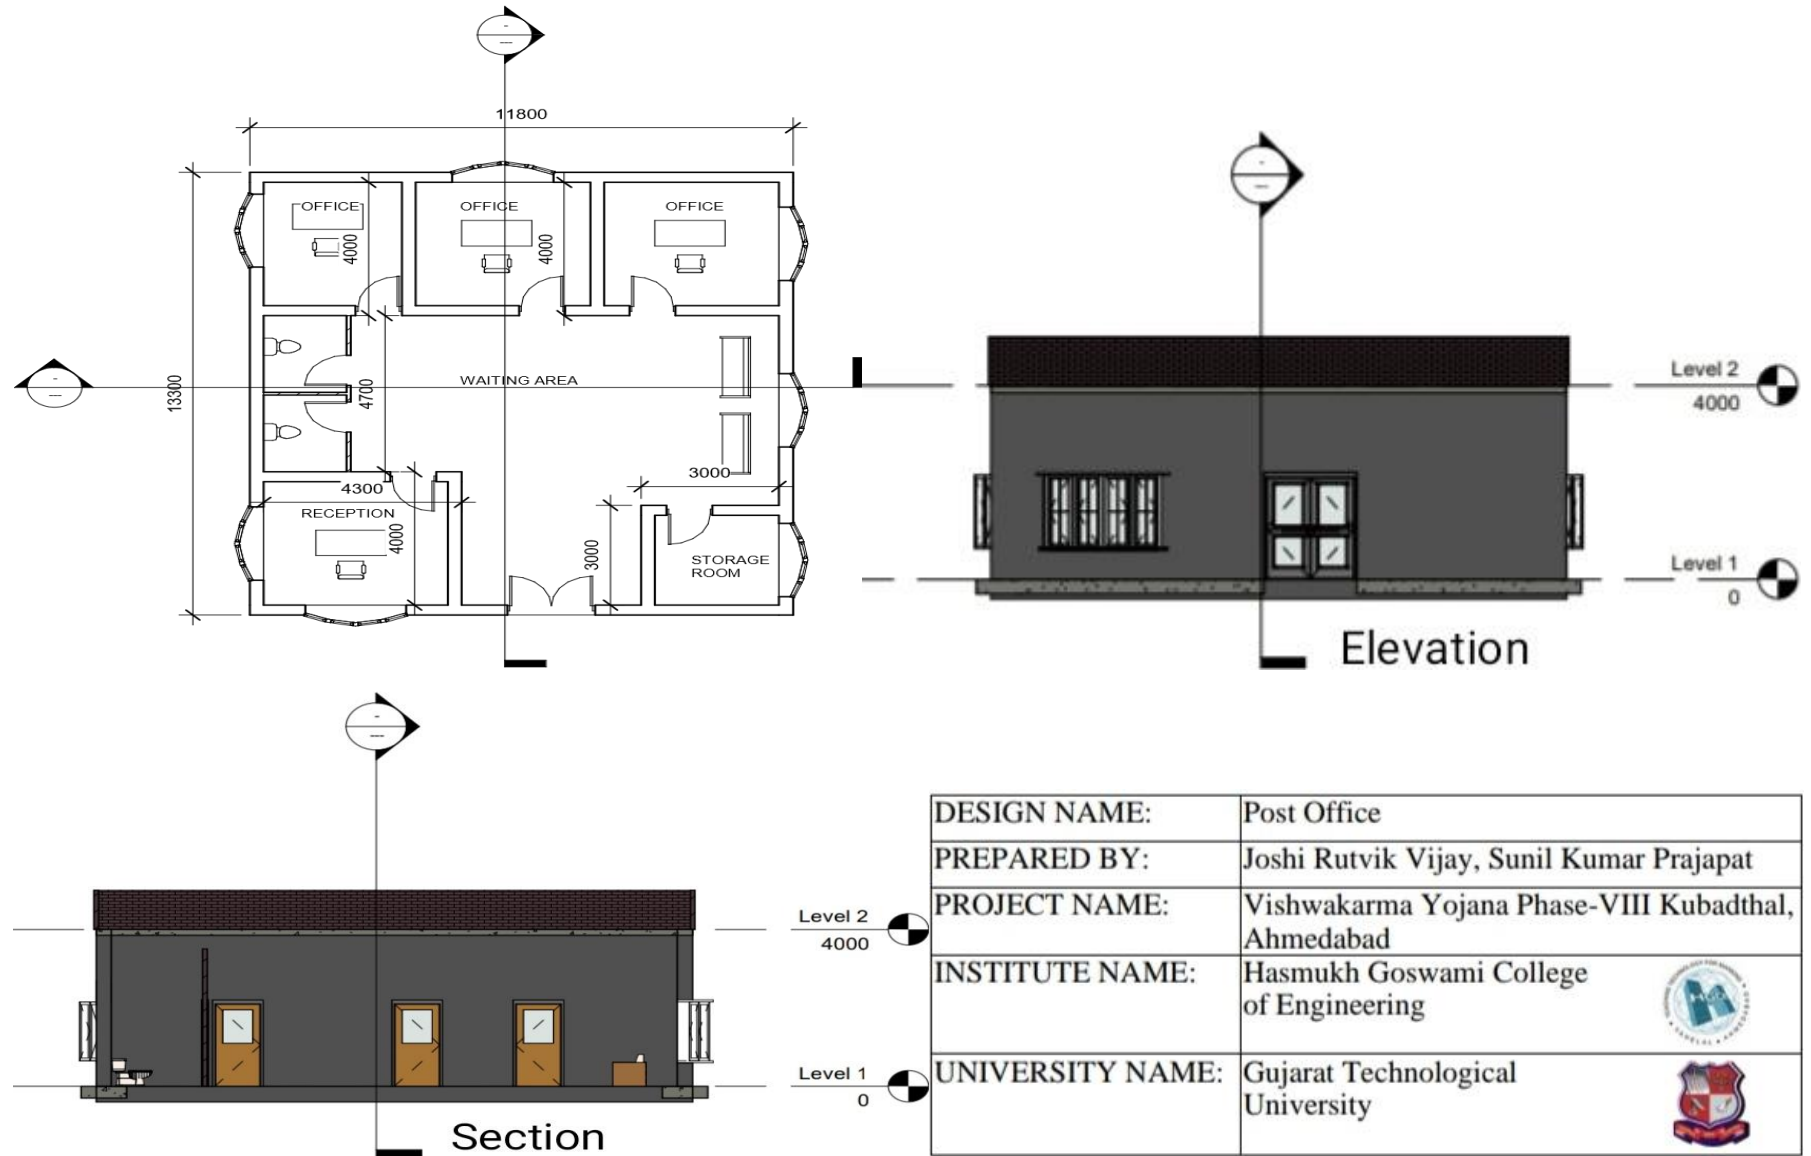 11800
13300
OFFICE
OFFICE
OFFICE
4000
4000
4700
WAITING AREA
4300
3000
RECEPTION
4000
3000
STORAGE
ROOM
Level 2
4000
Level 1
0
Elevation
Level 2
4000
Level 1
0
Section
DESIGN NAME: Post Office
PREPARED BY: Joshi Rutvik Vijay, Sunil Kumar Prajapat
PROJECT NAME: Vishwakarma Yojana Phase-VIII Kubadthal,
Ahmedabad
INSTITUTE NAME: Hasmukh Goswami College
of Engineering
UNIVERSITY NAME: Gujarat Technological
University